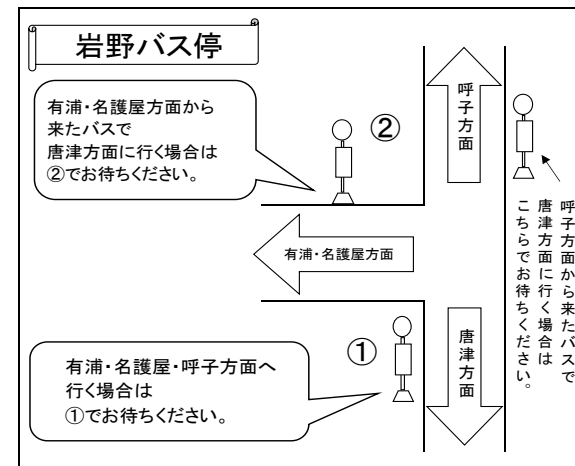 岩野バス停
有浦・名護屋方面から
来たバスで
唐津方面に行く場合は
②でお待ちください。
②
呼子方面
呼子方面から来たバスで
唐津方面に行く場合は
こちらでお待ちください。
有浦・名護屋方面
①
唐津方面
有浦・名護屋・呼子方面へ
行く場合は
①でお待ちください。